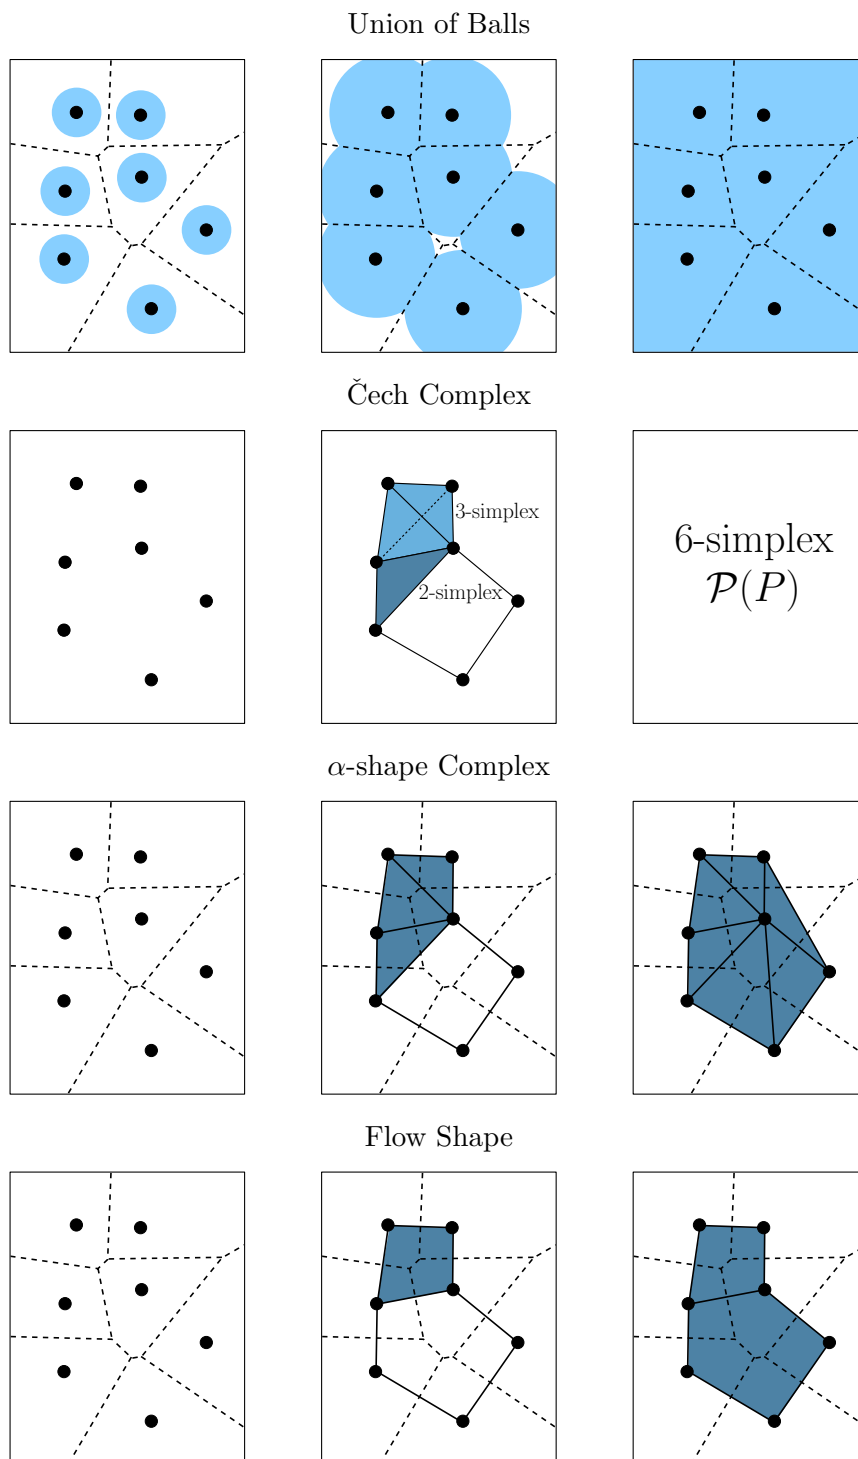 Union of Balls
Čech Complex
3-simplex
2-simplex
6-simplex
𝒫(P)
α-shape Complex
Flow Shape